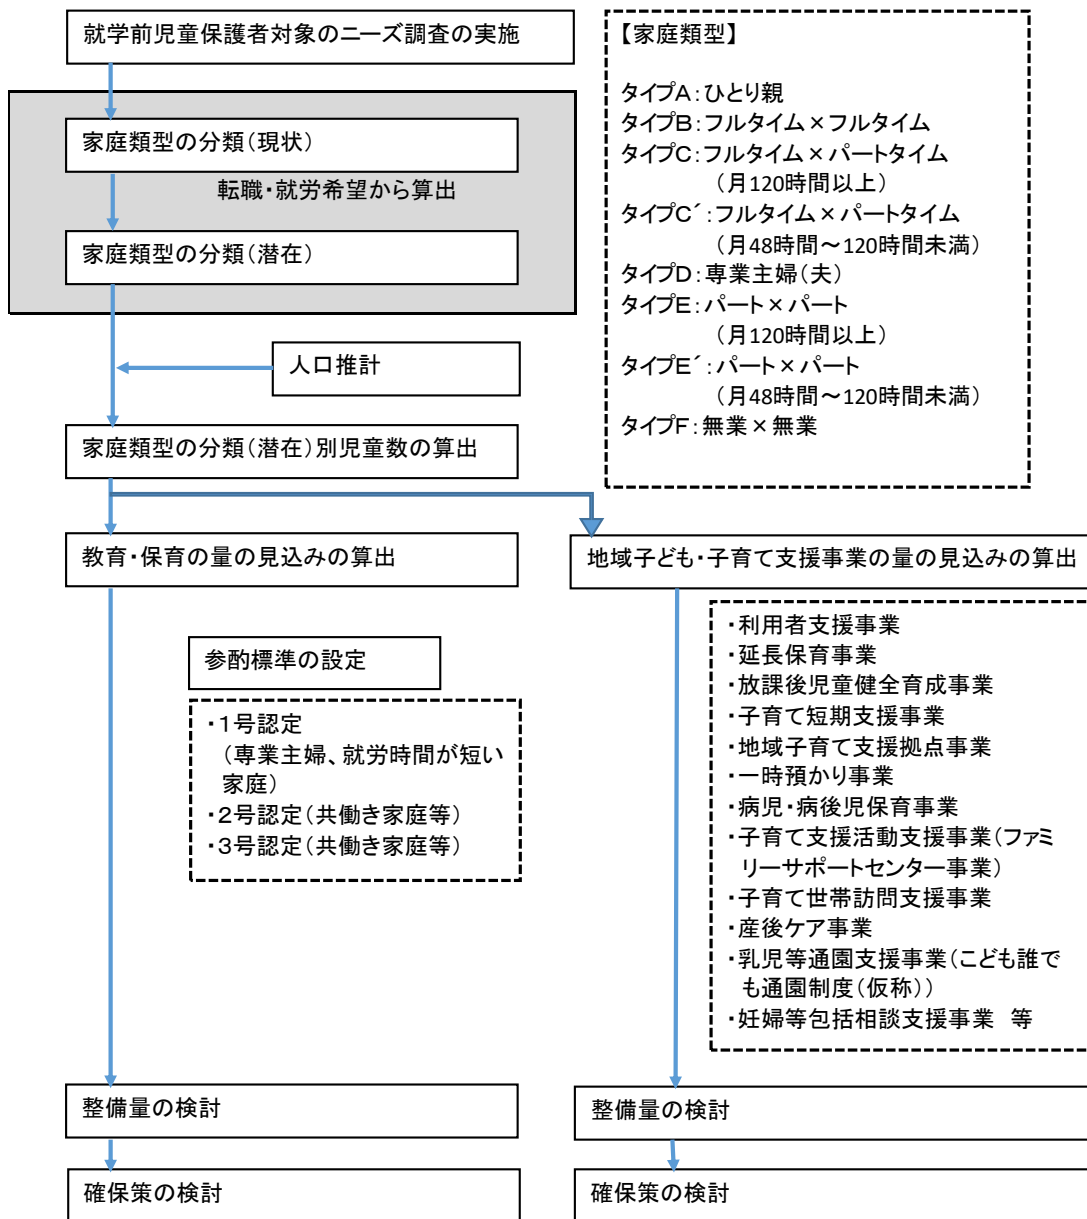 就学前児童保護者対象のニーズ調査の実施
家庭類型の分類(現状)
転職・就労希望から算出
家庭類型の分類(潜在)
人口推計
家庭類型の分類(潜在)別児童数の算出
【家庭類型】
タイプA:ひとり親
タイプB:フルタイム×フルタイム
タイプC:フルタイム×パートタイム
(月120時間以上)
タイプC´:フルタイム×パートタイム
(月48時間~120時間未満)
タイプD:専業主婦(夫)
タイプE:パート×パート
(月120時間以上)
タイプE´:パート×パート
(月48時間~120時間未満)
タイプF:無業×無業
教育・保育の量の見込みの算出
参酌標準の設定
・1号認定
(専業主婦、就労時間が短い
家庭)
・2号認定(共働き家庭等)
・3号認定(共働き家庭等)
整備量の検討
確保策の検討
地域子ども・子育て支援事業の量の見込みの算出
・利用者支援事業
・延長保育事業
・放課後児童健全育成事業
・子育て短期支援事業
・地域子育て支援拠点事業
・一時預かり事業
・病児・病後児保育事業
・子育て支援活動支援事業(ファミ
リーサポートセンター事業)
・子育て世帯訪問支援事業
・産後ケア事業
・乳児等通園支援事業(こども誰で
も通園制度(仮称))
・妊婦等包括相談支援事業 等
整備量の検討
確保策の検討